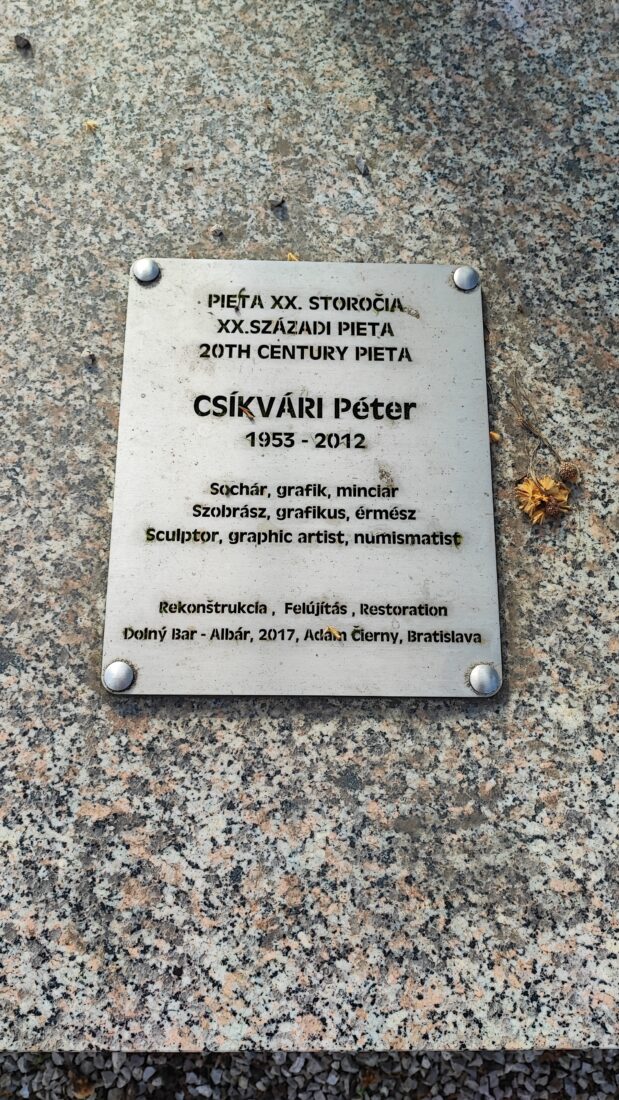 PIETA XX. STOROČIA
XX.SZÁZADI PIETA
20TH CENTURY PIETA
CSÍKVÁRI Péter
1953 - 2012
Sochár, grafik, minciar
Szobrász, grafikus, érmész
Sculptor, graphic artist, numismatist
Rekonštrukcia , Felújítás , Restoration
Dolný Bar - Albár, 2017, Adam Čierny, Bratislava